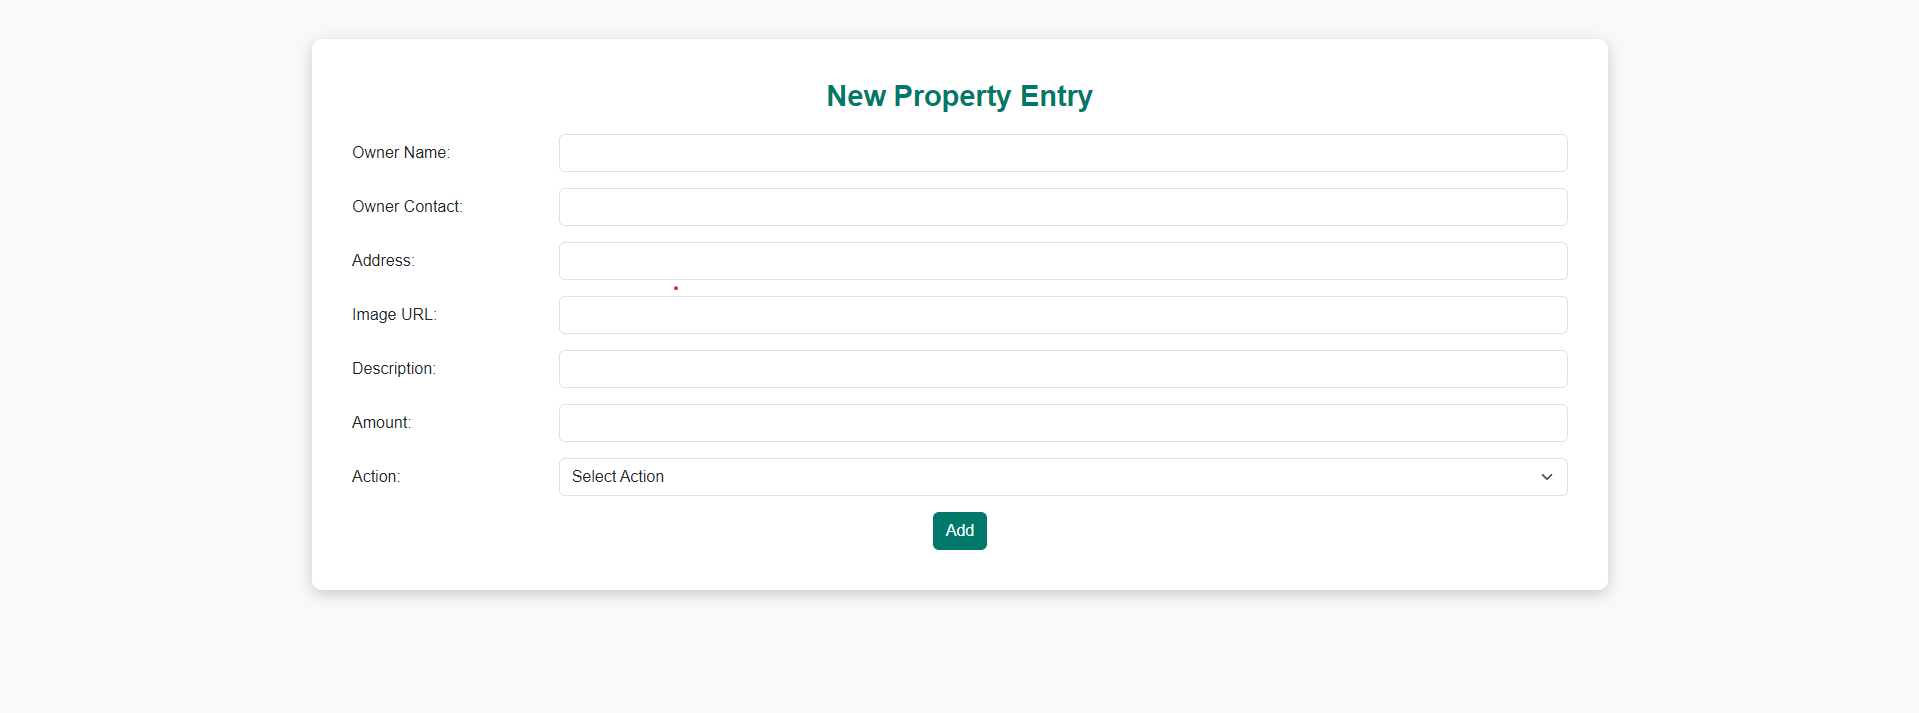 New Property Entry
Owner Name:
Owner Contact:
Address:
Image URL:
Description:
Amount:
Action: Select Action
Add